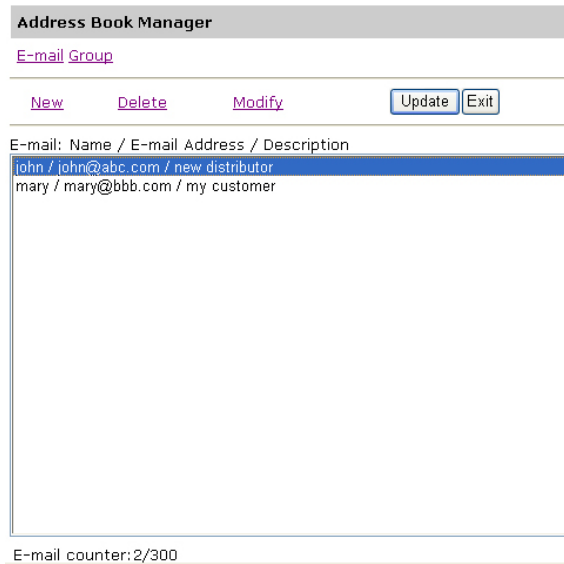 Address Book Manager
E-mail Group
New Delete Modify Update Exit
E-mail: Name / E-mail Address / Description
john / john@abc.com / new distributor
mary / mary@bbb.com / my customer
E-mail counter:2/300